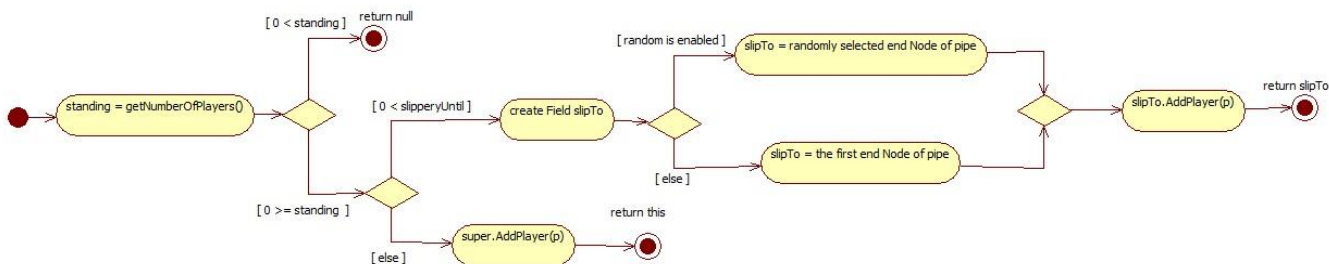 [ 0 < standing ]
return null
[ random is enabled ]
slipTo = randomly selected end Node of pipe
standing = getNumberOfPlayers()
[ 0 < slipperyUntil ]
create Field slipTo
slipTo.AddPlayer(p)
return slipTo
slipTo = the first end Node of pipe
[ else ]
[ 0 >= standing  ]
return this
super.AddPlayer(p)
[ else ]